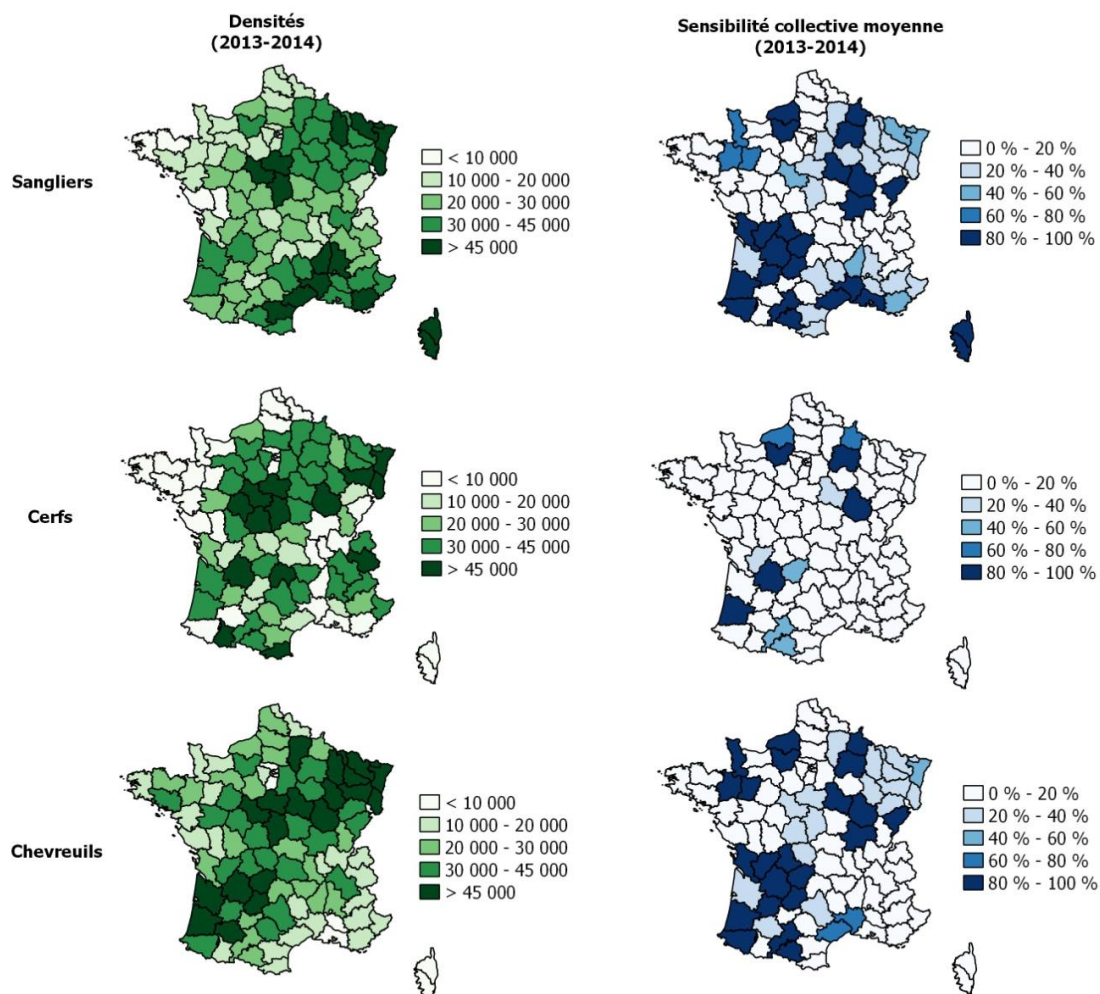 Densités
(2013-2014)
Sensibilité collective moyenne
(2013-2014)
Sangliers
< 10 000
10 000 - 20 000
20 000 - 30 000
30 000 - 45 000
> 45 000
0 % - 20 %
20 % - 40 %
40 % - 60 %
60 % - 80 %
80 % - 100 %
Cerfs
< 10 000
10 000 - 20 000
20 000 - 30 000
30 000 - 45 000
> 45 000
0 % - 20 %
20 % - 40 %
40 % - 60 %
60 % - 80 %
80 % - 100 %
Chevreuils
< 10 000
10 000 - 20 000
20 000 - 30 000
30 000 - 45 000
> 45 000
0 % - 20 %
20 % - 40 %
40 % - 60 %
60 % - 80 %
80 % - 100 %